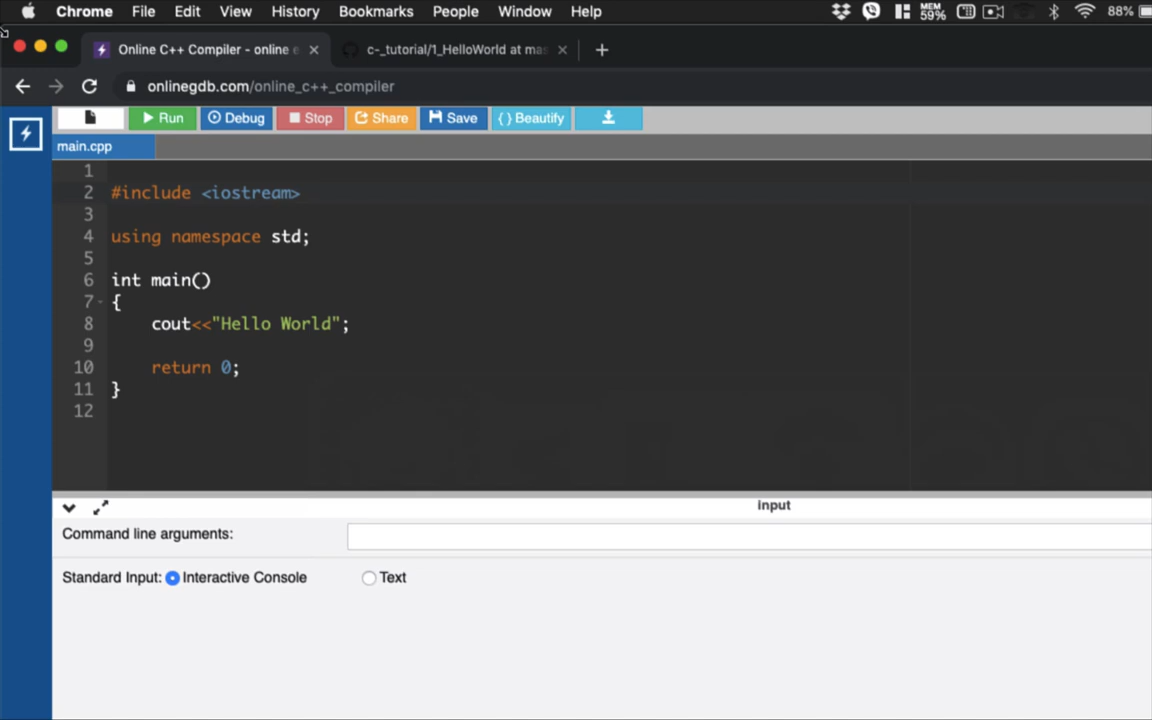 Chrome File Edit View History Bookmarks People Window Help MEM 59% 88%
Online C++ Compiler - online e c-_tutorial/1_HelloWorld at mas
onlinegdb.com/online_c++_compiler
Run Debug Stop Share Save { } Beautify
main.cpp
1
2 #include <iostream>
3
4 using namespace std;
5
6 int main()
7 {
8 cout<<"Hello World";
9
10 return 0;
11 }
12
input
Command line arguments:
Standard Input: Interactive Console Text